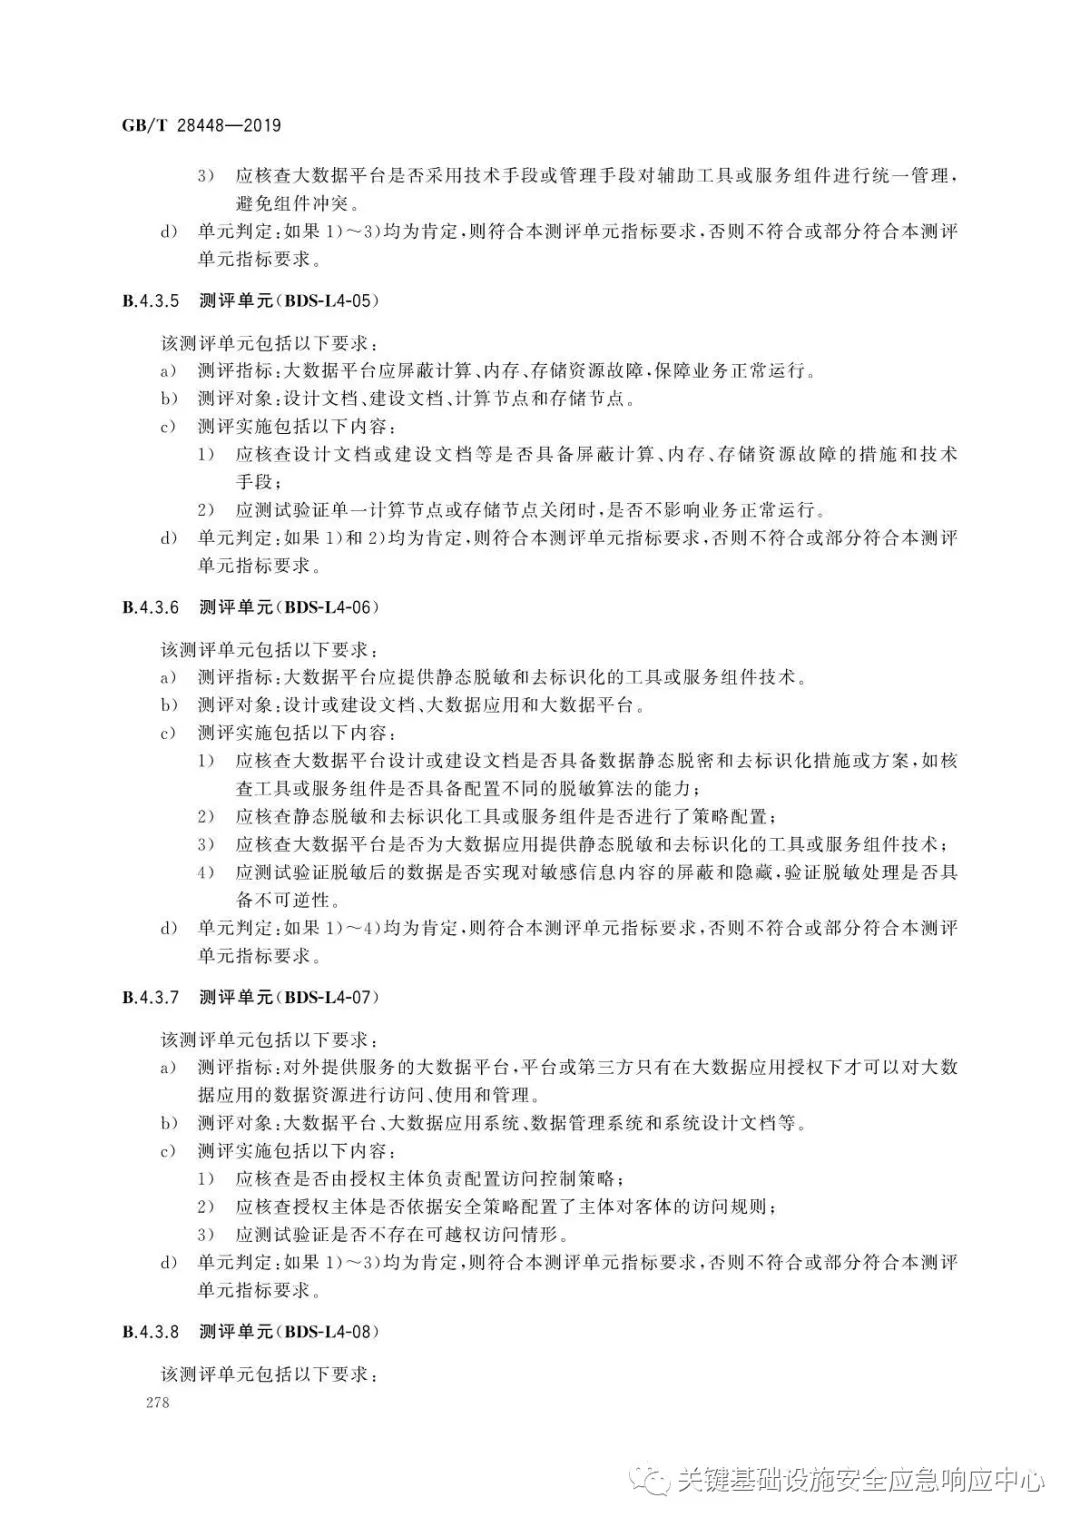 GB/T 28448—2019
3) 应核查大数据平台是否采用技术手段或管理手段对辅助工具或服务组件进行统一管理,
避免组件冲突。
d) 单元判定:如果1)～3)均为肯定,则符合本测评单元指标要求,否则不符合或部分符合本测评
单元指标要求。
B.4.3.5 测评单元(BDS-L4-05)
该测评单元包括以下要求:
a) 测评指标:大数据平台应屏蔽计算、内存、存储资源故障,保障业务正常运行。
b) 测评对象:设计文档、建设文档、计算节点和存储节点。
c) 测评实施包括以下内容:
1) 应核查设计文档或建设文档等是否具备屏蔽计算、内存、存储资源故障的措施和技术
手段;
2) 应测试验证单一计算节点或存储节点关闭时,是否不影响业务正常运行。
d) 单元判定:如果1)和2)均为肯定,则符合本测评单元指标要求,否则不符合或部分符合本测评
单元指标要求。
B.4.3.6 测评单元(BDS-L4-06)
该测评单元包括以下要求:
a) 测评指标:大数据平台应提供静态脱敏和去标识化的工具或服务组件技术。
b) 测评对象:设计或建设文档、大数据应用和大数据平台。
c) 测评实施包括以下内容:
1) 应核查大数据平台设计或建设文档是否具备数据静态脱密和去标识化措施或方案,如核
查工具或服务组件是否具备配置不同的脱敏算法的能力;
2) 应核查静态脱敏和去标识化工具或服务组件是否进行了策略配置;
3) 应核查大数据平台是否为大数据应用提供静态脱敏和去标识化的工具或服务组件技术;
4) 应测试验证脱敏后的数据是否实现对敏感信息内容的屏蔽和隐藏,验证脱敏处理是否具
备不可逆性。
d) 单元判定:如果1)～4)均为肯定,则符合本测评单元指标要求,否则不符合或部分符合本测评
单元指标要求。
B.4.3.7 测评单元(BDS-L4-07)
该测评单元包括以下要求:
a) 测评指标:对外提供服务的大数据平台,平台或第三方只有在大数据应用授权下才可以对大数
据应用的数据资源进行访问、使用和管理。
b) 测评对象:大数据平台、大数据应用系统、数据管理系统和系统设计文档等。
c) 测评实施包括以下内容:
1) 应核查是否由授权主体负责配置访问控制策略;
2) 应核查授权主体是否依据安全策略配置了主体对客体的访问规则;
3) 应测试验证是否不存在可越权访问情形。
d) 单元判定:如果1)～3)均为肯定,则符合本测评单元指标要求,否则不符合或部分符合本测评
单元指标要求。
B.4.3.8 测评单元(BDS-L4-08)
该测评单元包括以下要求:
278
关键基础设施安全应急响应中心